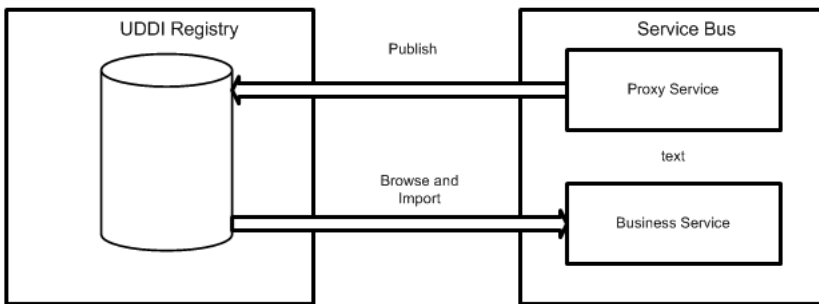 UDDI Registry
Service Bus
Publish
Proxy Service
text
Browse and
Import
Business Service